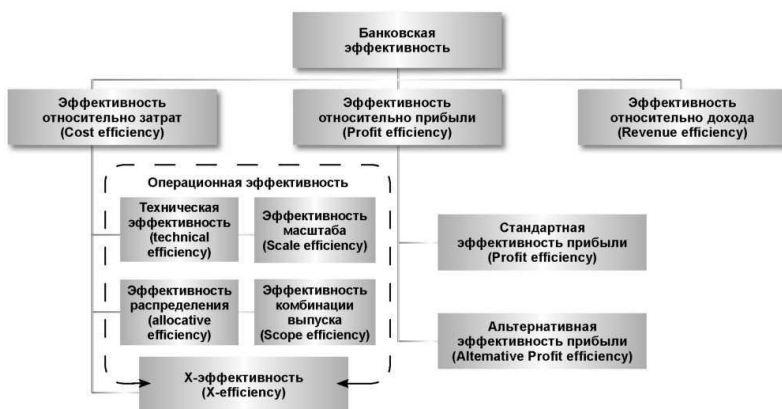 Банковская
эффективность
Эффективность
относительно затрат
(Cost efficiency)
Эффективность
относительно прибыли
(Profit efficiency)
Эффективность
относительно дохода
(Revenue efficiency)
Операционная эффективность
Техническая
эффективность
(technical
efficiency)
Эффективность
масштаба
(Scale efficiency)
Эффективность
распределения
(allocative
efficiency)
Эффективность
комбинации
выпуска
(Scope efficiency)
Х-эффективность
(X-efficiency)
Стандартная
эффективность прибыли
(Profit efficiency)
Альтернативная
эффективность прибыли
(Altemative Profit efficiency)